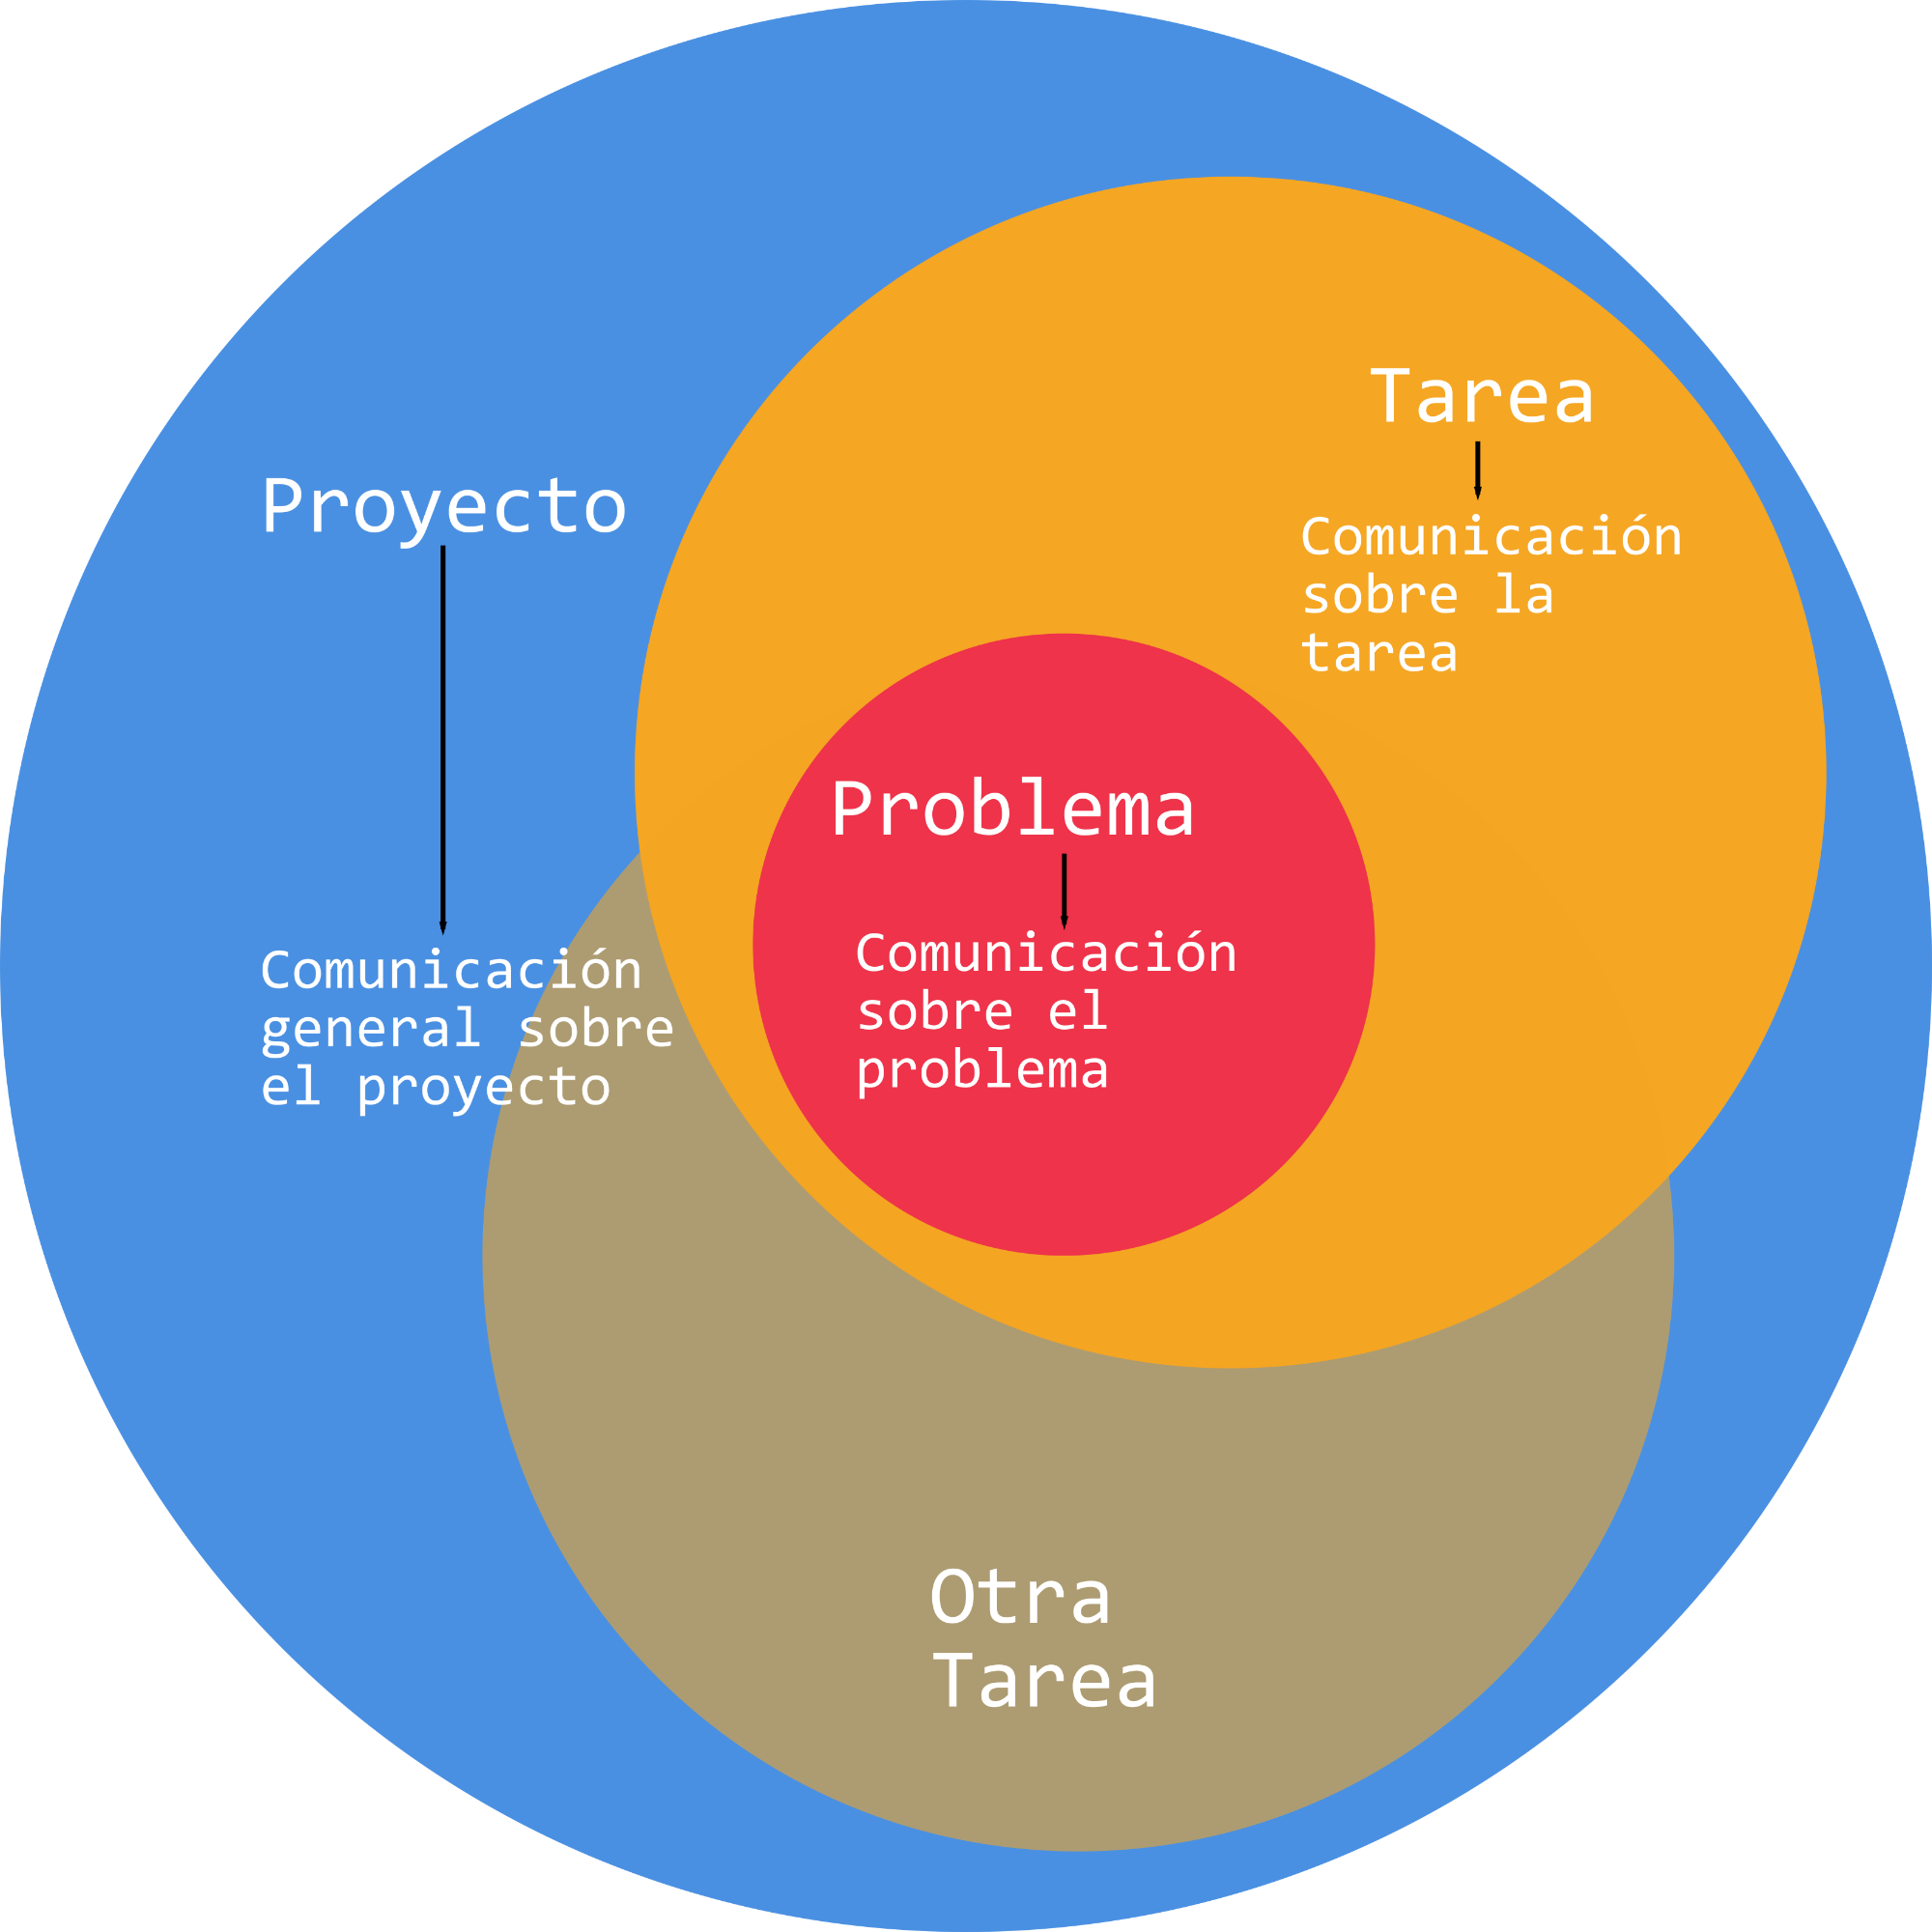 Proyecto
Comunicación
general sobre
el proyecto
Tarea
Comunicación
sobre la
tarea
Problema
Comunicación
sobre el
problema
Otra
Tarea